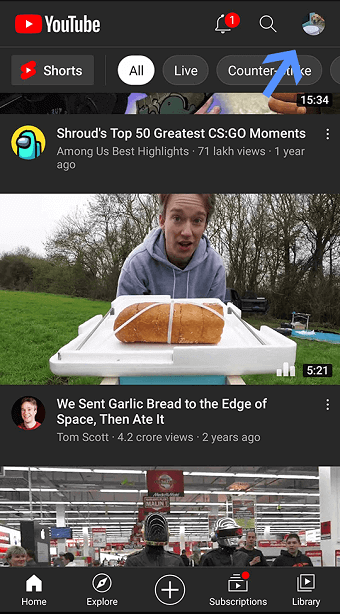 YouTube
1
Shorts
All
Live
15:34
Shroud's Top 50 Greatest CS:GO Moments
Among Us Best Highlights · 71 lakh views · 1 year
ago
5:21
We Sent Garlic Bread to the Edge of
Space, Then Ate It
Tom Scott · 4.2 crore views · 2 years ago
Home
Explore
Subscriptions
Library